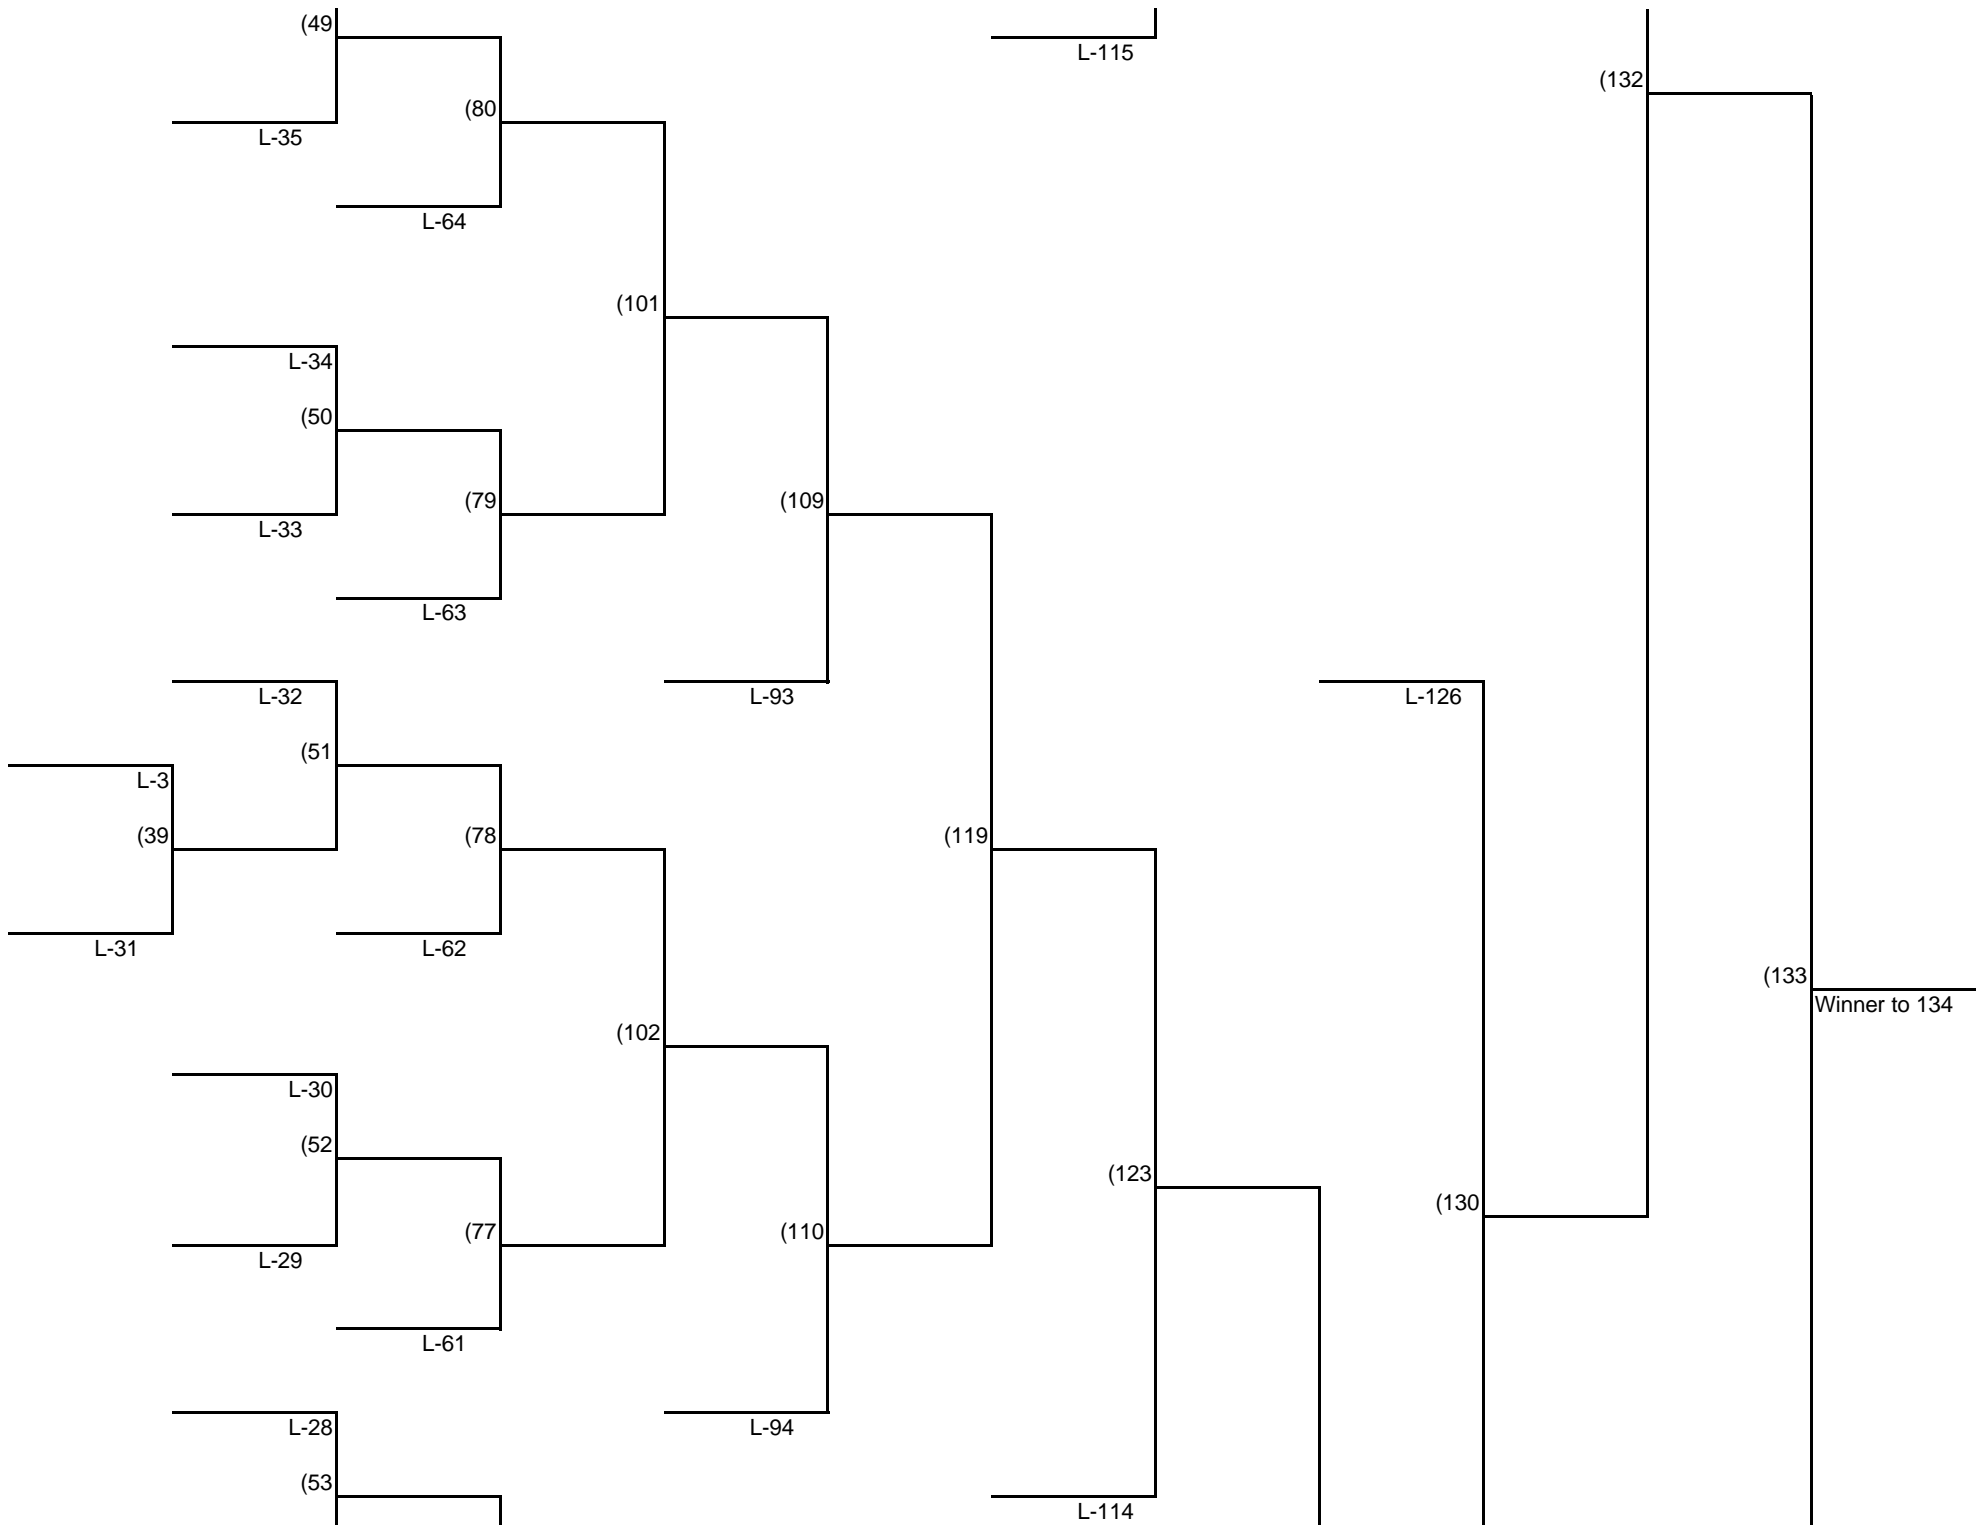 (49
L-115
(132
(80
L-35
L-64
(101
L-34
(50
(79
(109
L-33
L-63
L-32
L-93
L-126
(51
L-3
(39
(78
(119
L-31
L-62
(133
Winner to 134
(102
L-30
(52
(123
(130
(77
(110
L-29
L-61
L-28
L-94
(53
L-114